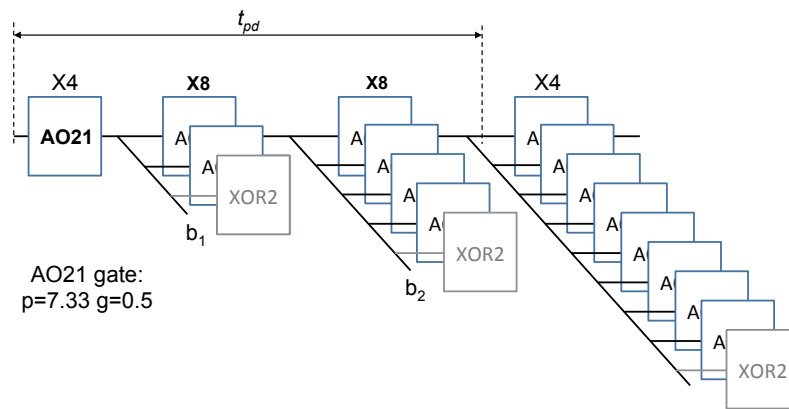 t_pd
X4
X8
X8
X4
AO21
XOR2
XOR2
XOR2
b₁
b₂
AO21 gate:
p=7.33 g=0.5